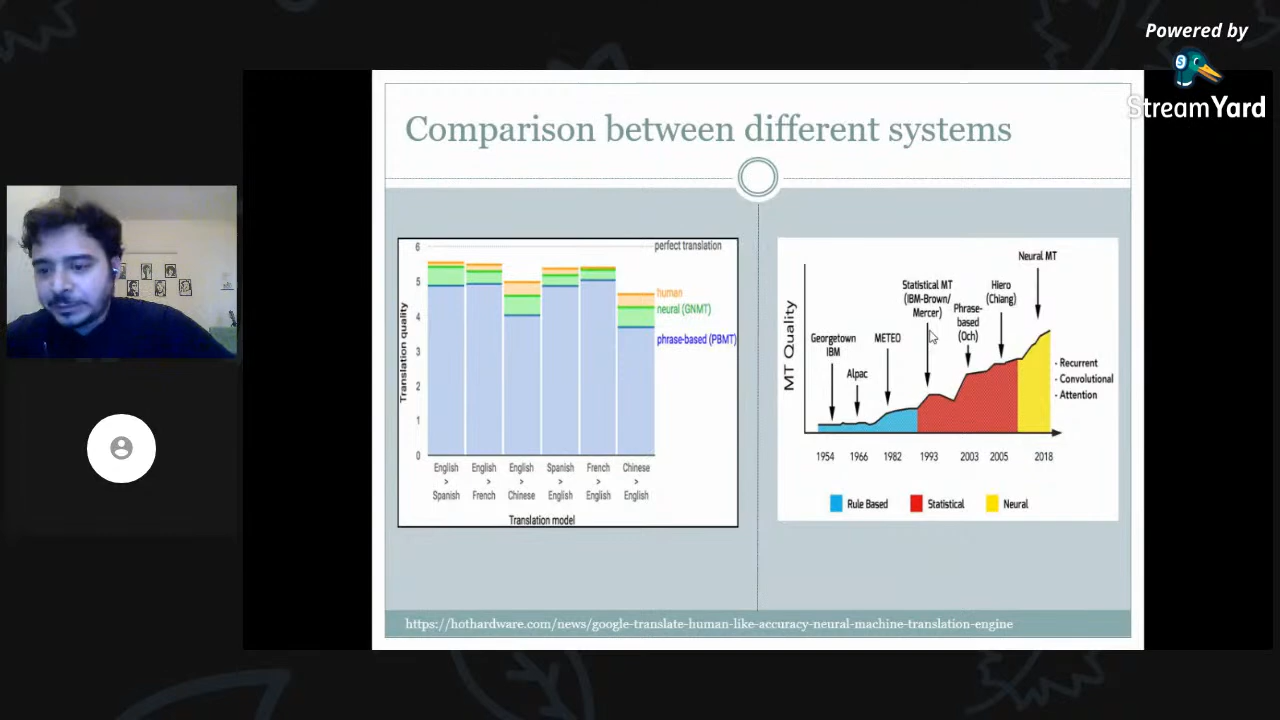 Powered by
StreamYard
Comparison between different systems
6
5
4
3
2
1
0
Translation quality
perfect translation
human
neural (GNMT)
phrase-based (PBMT)
English
>
Spanish
English
>
French
English
>
Chinese
Spanish
>
English
French
>
English
Chinese
>
English
Translation model
MT Quality
Georgetown
IBM
Alpac
METEO
Statistical MT
(IBM-Brown/
Mercer)
Phrase-
based
(Och)
Hiero
(Chiang)
Neural MT
- Recurrent
- Convolutional
- Attention
1954
1966
1982
1993
2003
2005
2018
Rule Based
Statistical
Neural
https://hothardware.com/news/google-translate-human-like-accuracy-neural-machine-translation-engine